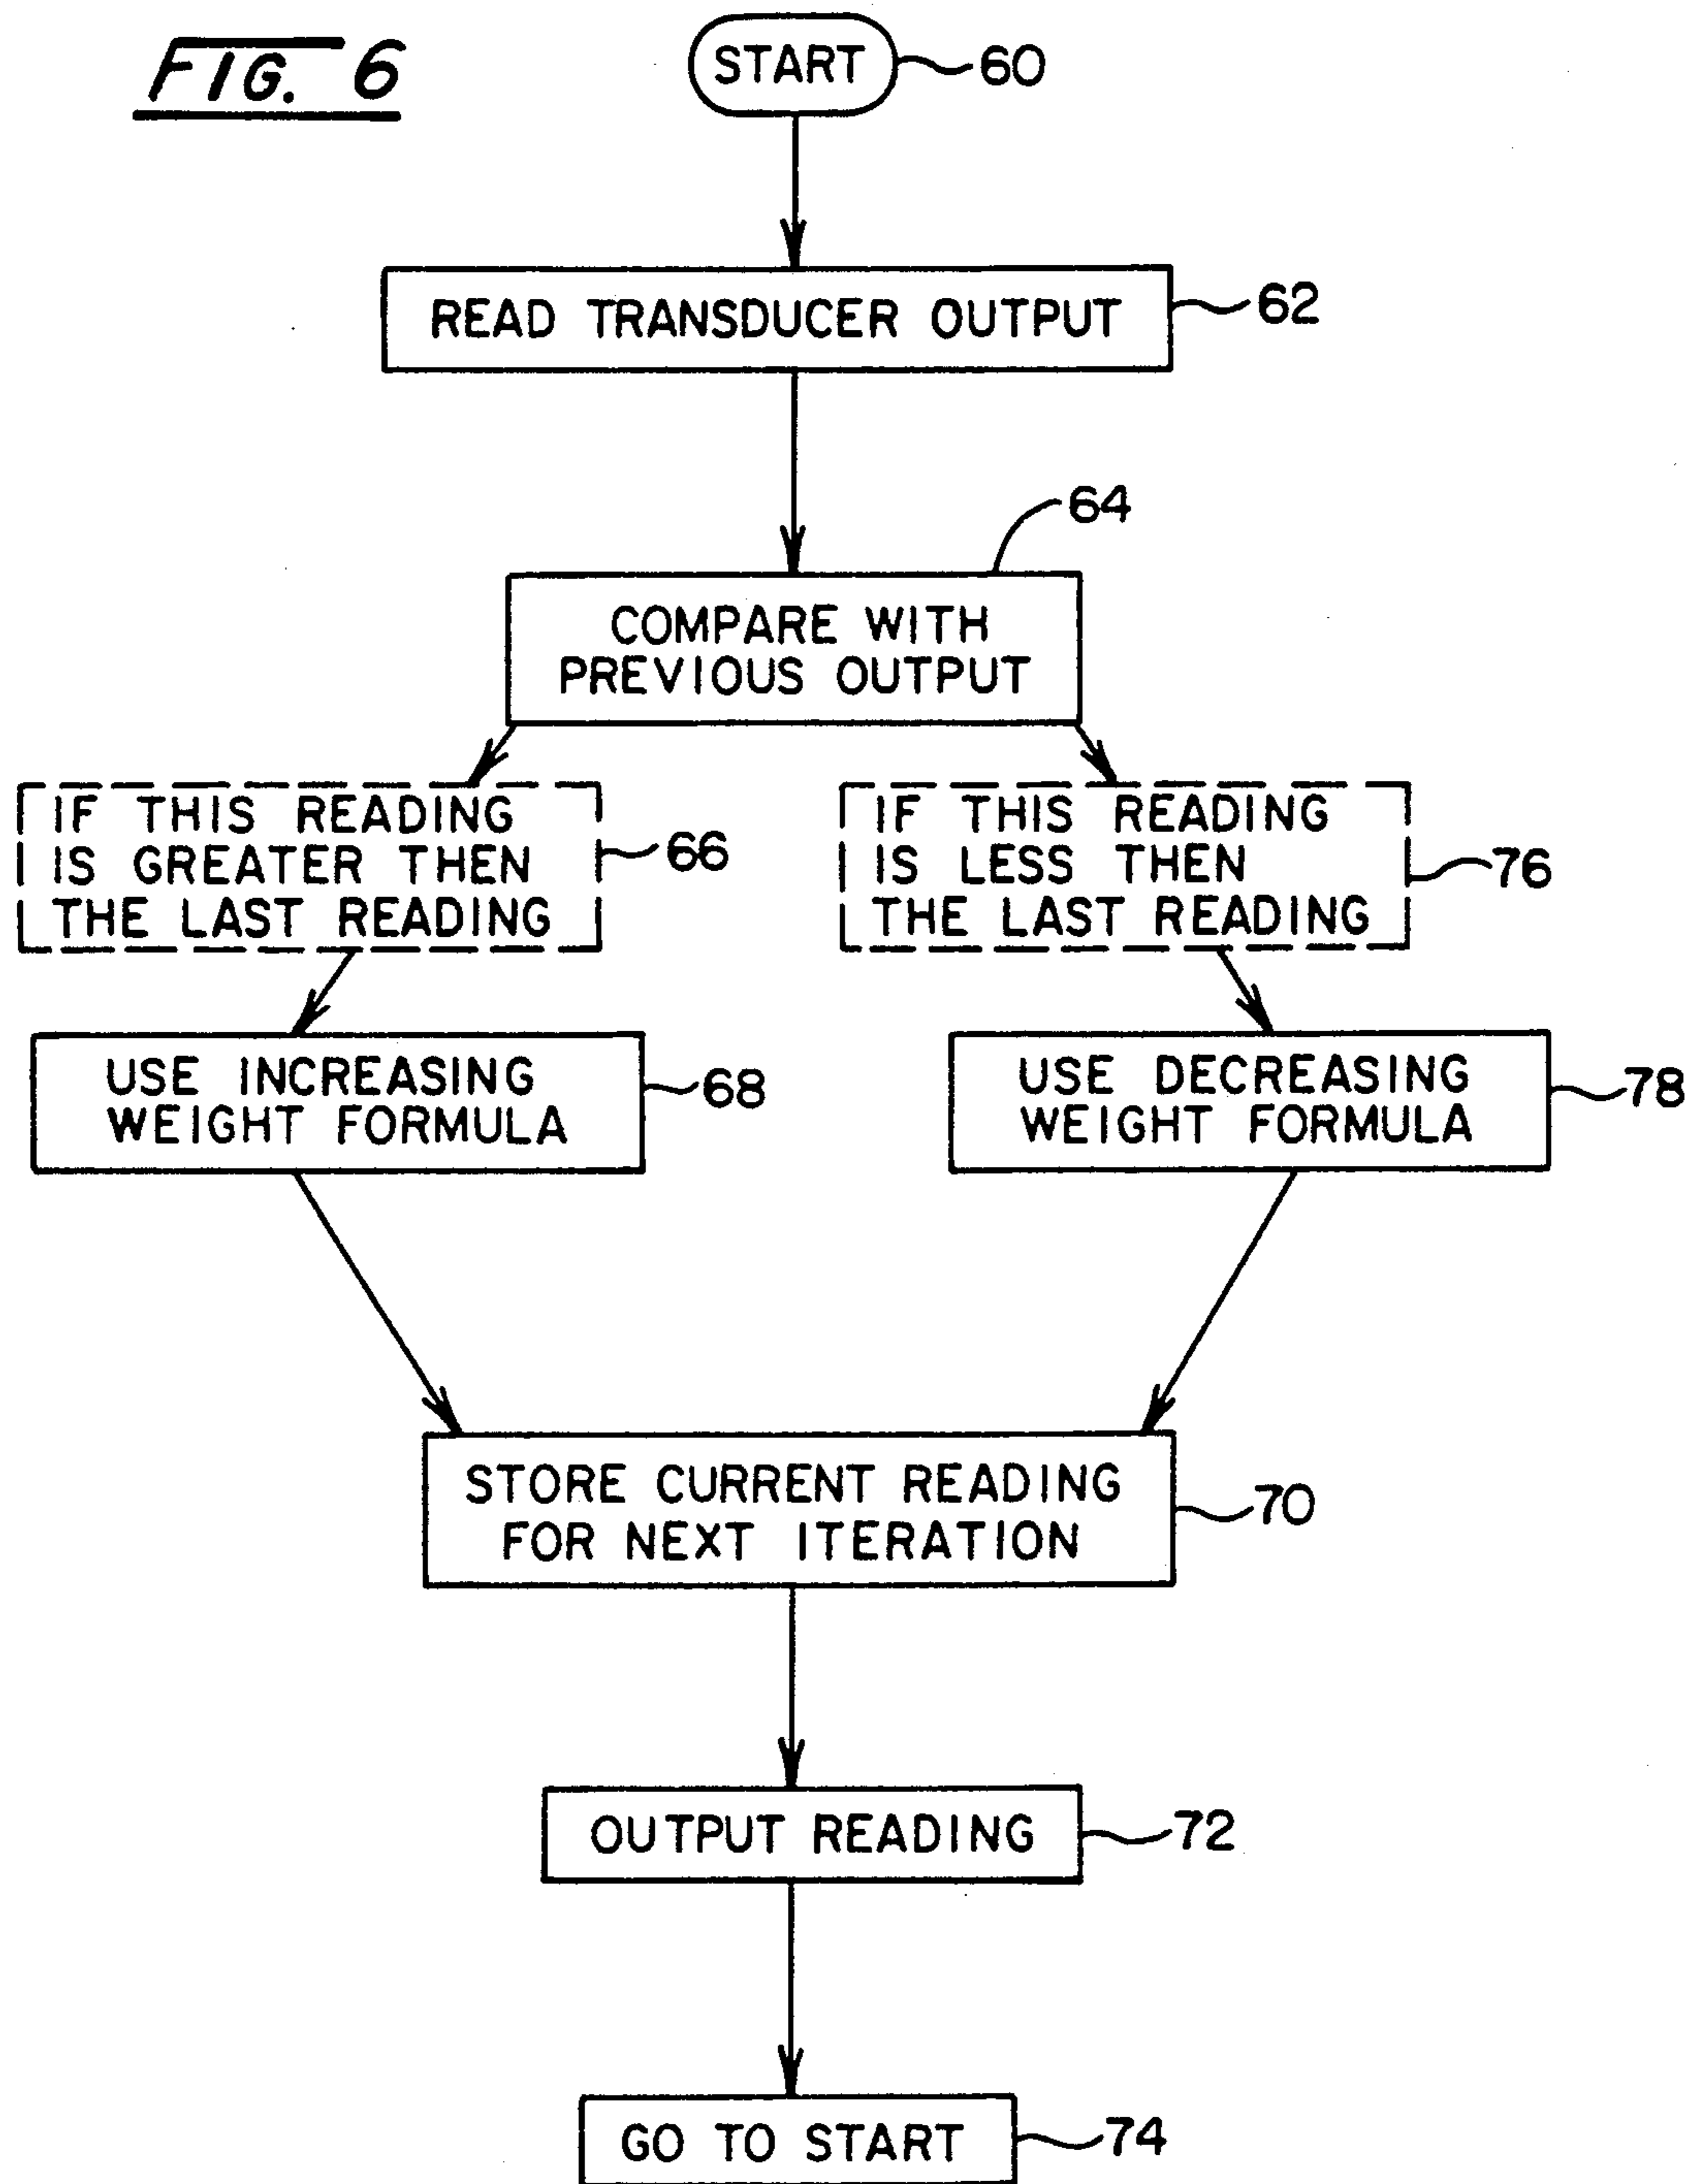 FIG. 6
START
60
READ TRANSDUCER OUTPUT
62
64
COMPARE WITH
PREVIOUS OUTPUT
IF THIS READING
IS GREATER THEN
THE LAST READING
66
IF THIS READING
IS LESS THEN
THE LAST READING
76
USE INCREASING
WEIGHT FORMULA
68
USE DECREASING
WEIGHT FORMULA
78
STORE CURRENT READING
FOR NEXT ITERATION
70
OUTPUT READING
72
GO TO START
74